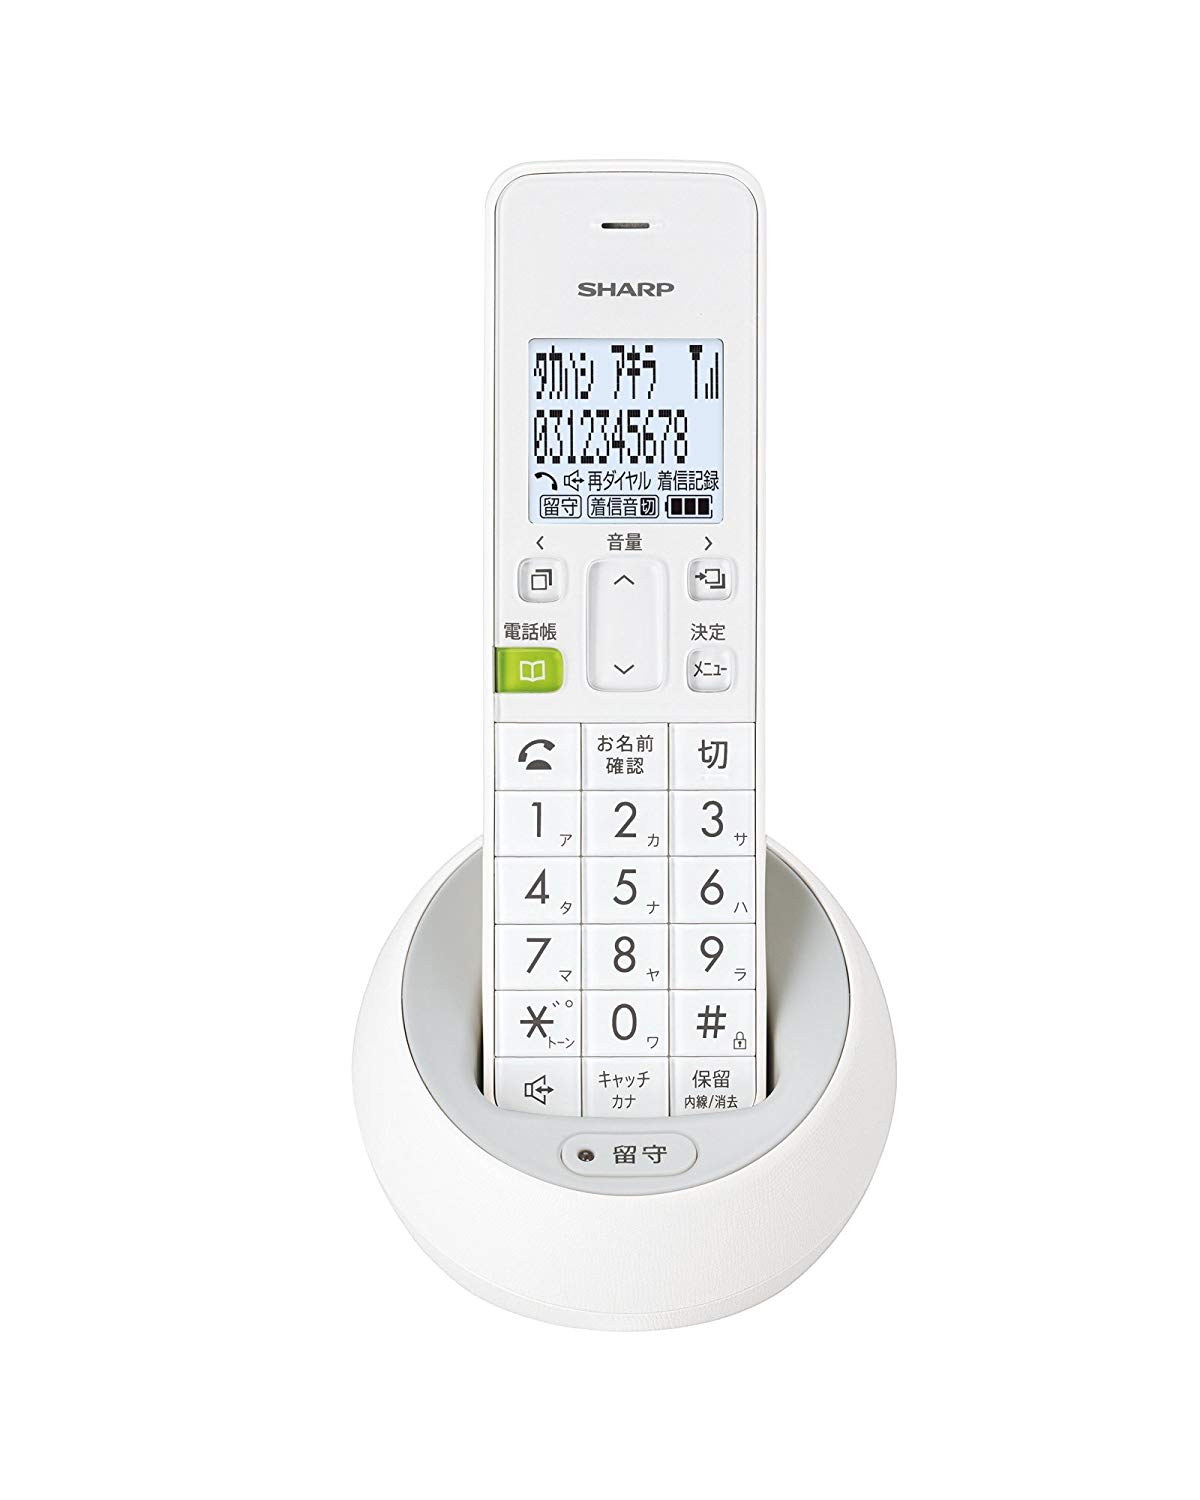 SHARP
タカハシ アキラ
0312345678
再ダイヤル 着信記録
留守 着信音切
< 音量 >
電話帳 決定
メニュー
お名前 切
確認
1 ア 2 カ 3 サ
4 タ 5 ナ 6 ハ
7 マ 8 ヤ 9 ラ
* ゛゜ トーン 0 ワ #
キャッチ 保留
カナ 内線/消去
留守